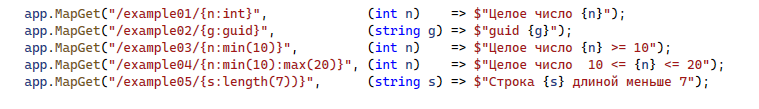 app.MapGet("/example01/{n:int}", (int n) => $"Целое число {n}");
app.MapGet("/example02/{g:guid}", (string g) => $"guid {g}");
app.MapGet("/example03/{n:min(10)}", (int n) => $"Целое число {n} >= 10");
app.MapGet("/example04/{n:min(10):max(20)}", (int n) => $"Целое число  10 <= {n} <= 20");
app.MapGet("/example05/{s:length(7))}", (string s) => $"Строка {s} длиной меньше 7");